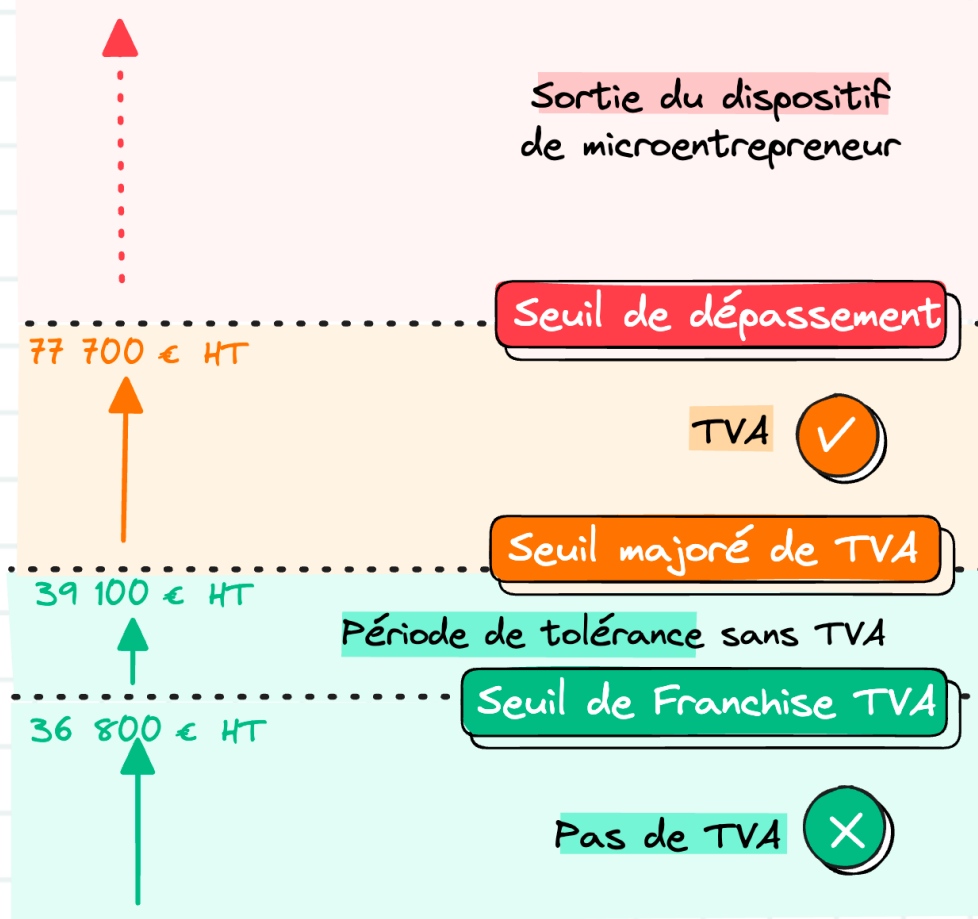 Sortie du dispositif
de microentrepreneur
Seuil de dépassement
77 700 € HT
TVA
Seuil majoré de TVA
39 100 € HT
Période de tolérance sans TVA
Seuil de Franchise TVA
36 800 € HT
Pas de TVA